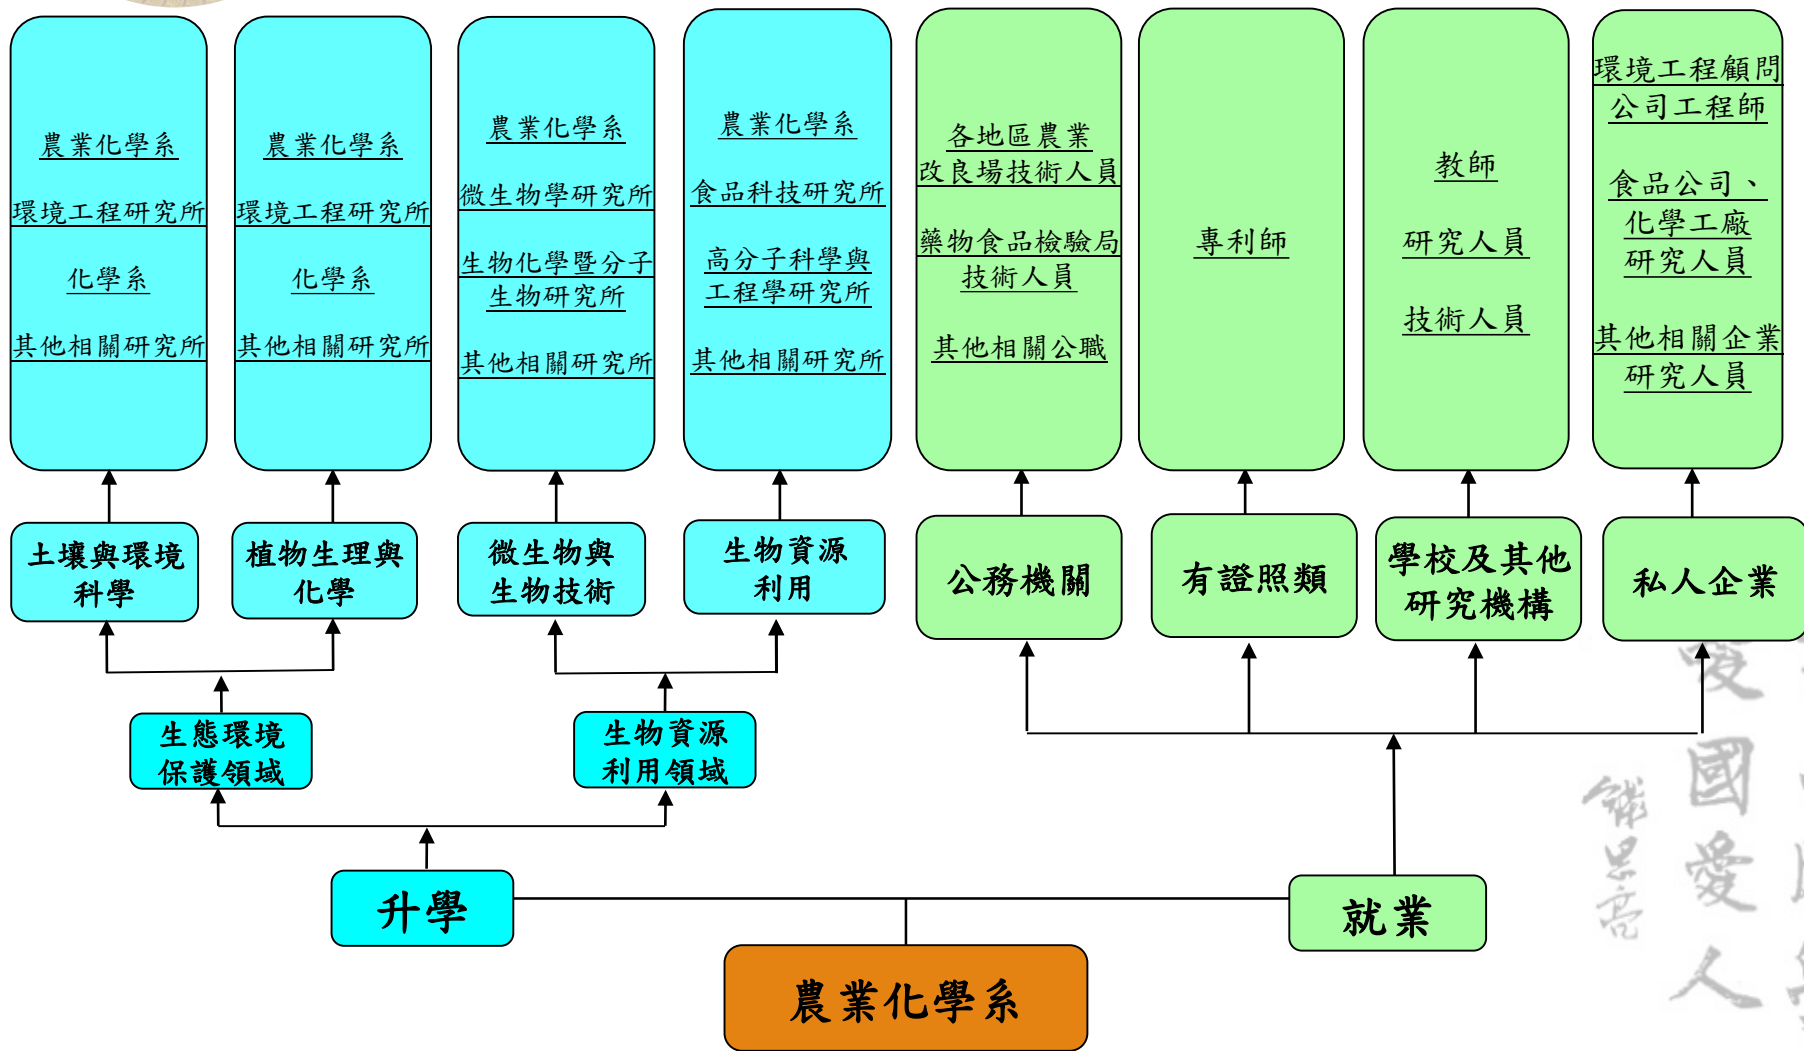 農業化學系
環境工程研究所
化學系
其他相關研究所
農業化學系
環境工程研究所
化學系
其他相關研究所
農業化學系
微生物學研究所
生物化學暨分子
生物研究所
其他相關研究所
農業化學系
食品科技研究所
高分子科學與
工程學研究所
其他相關研究所
各地區農業
改良場技術人員
藥物食品檢驗局
技術人員
其他相關公職
專利師
教師
研究人員
技術人員
環境工程顧問
公司工程師
食品公司、
化學工廠
研究人員
其他相關企業
研究人員
土壤與環境
科學
植物生理與
化學
微生物與
生物技術
生物資源
利用
公務機關
有證照類
學校及其他
研究機構
私人企業
生態環境
保護領域
生物資源
利用領域
升學
就業
農業化學系
愛
國
愛
人